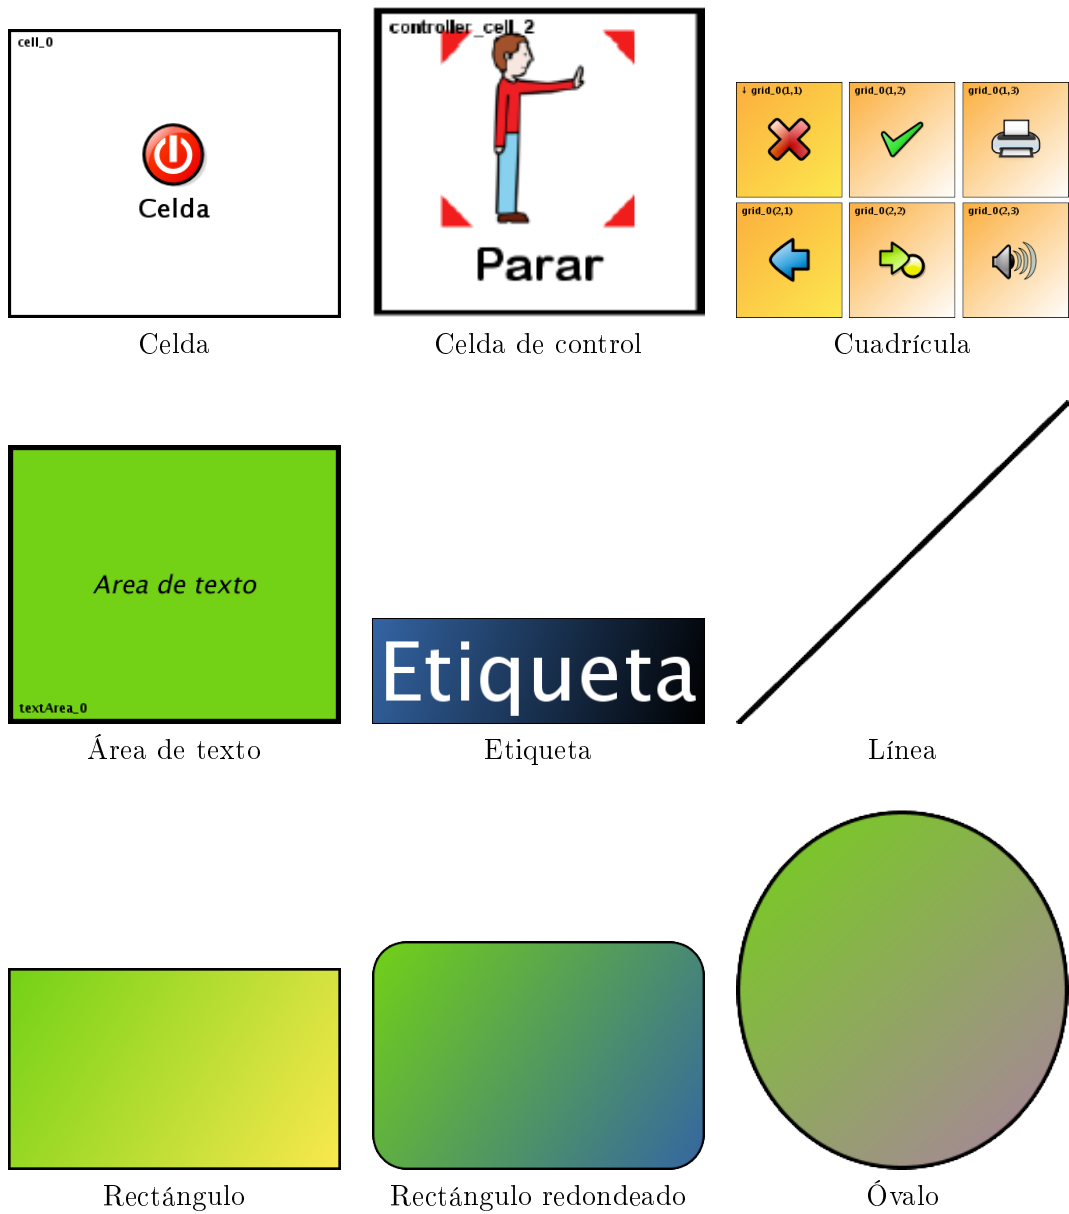 cell_0
Celda
Celda
controller_cell_2
Parar
Celda de control
↓ grid_0(1,1)
grid_0(1,2)
grid_0(1,3)
grid_0(2,1)
grid_0(2,2)
grid_0(2,3)
Cuadrícula
Area de texto
textArea_0
Área de texto
Etiqueta
Etiqueta
Línea
Rectángulo
Rectángulo redondeado
Óvalo